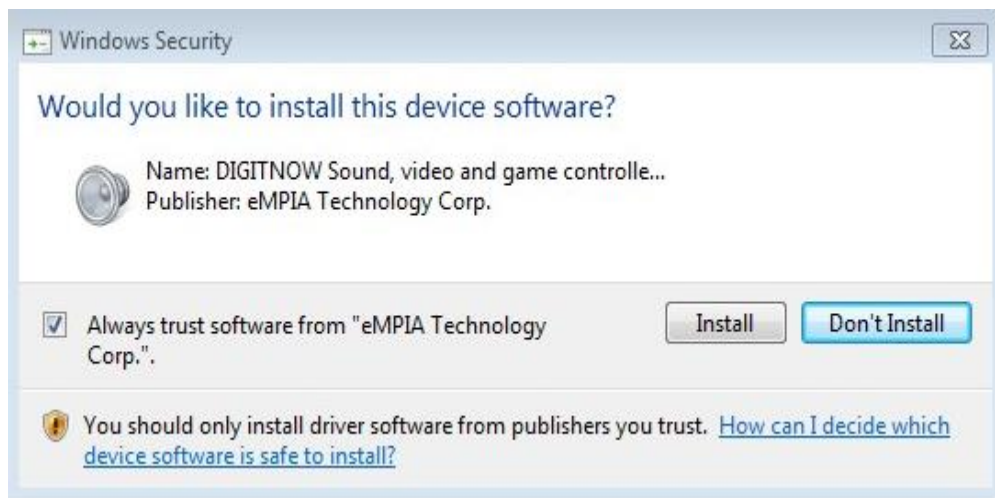 Windows Security
Would you like to install this device software?
Name: DIGITNOW Sound, video and game controlle...
Publisher: eMPIA Technology Corp.
Always trust software from "eMPIA Technology
Corp.".
Install
Don't Install
You should only install driver software from publishers you trust. How can I decide which
device software is safe to install?